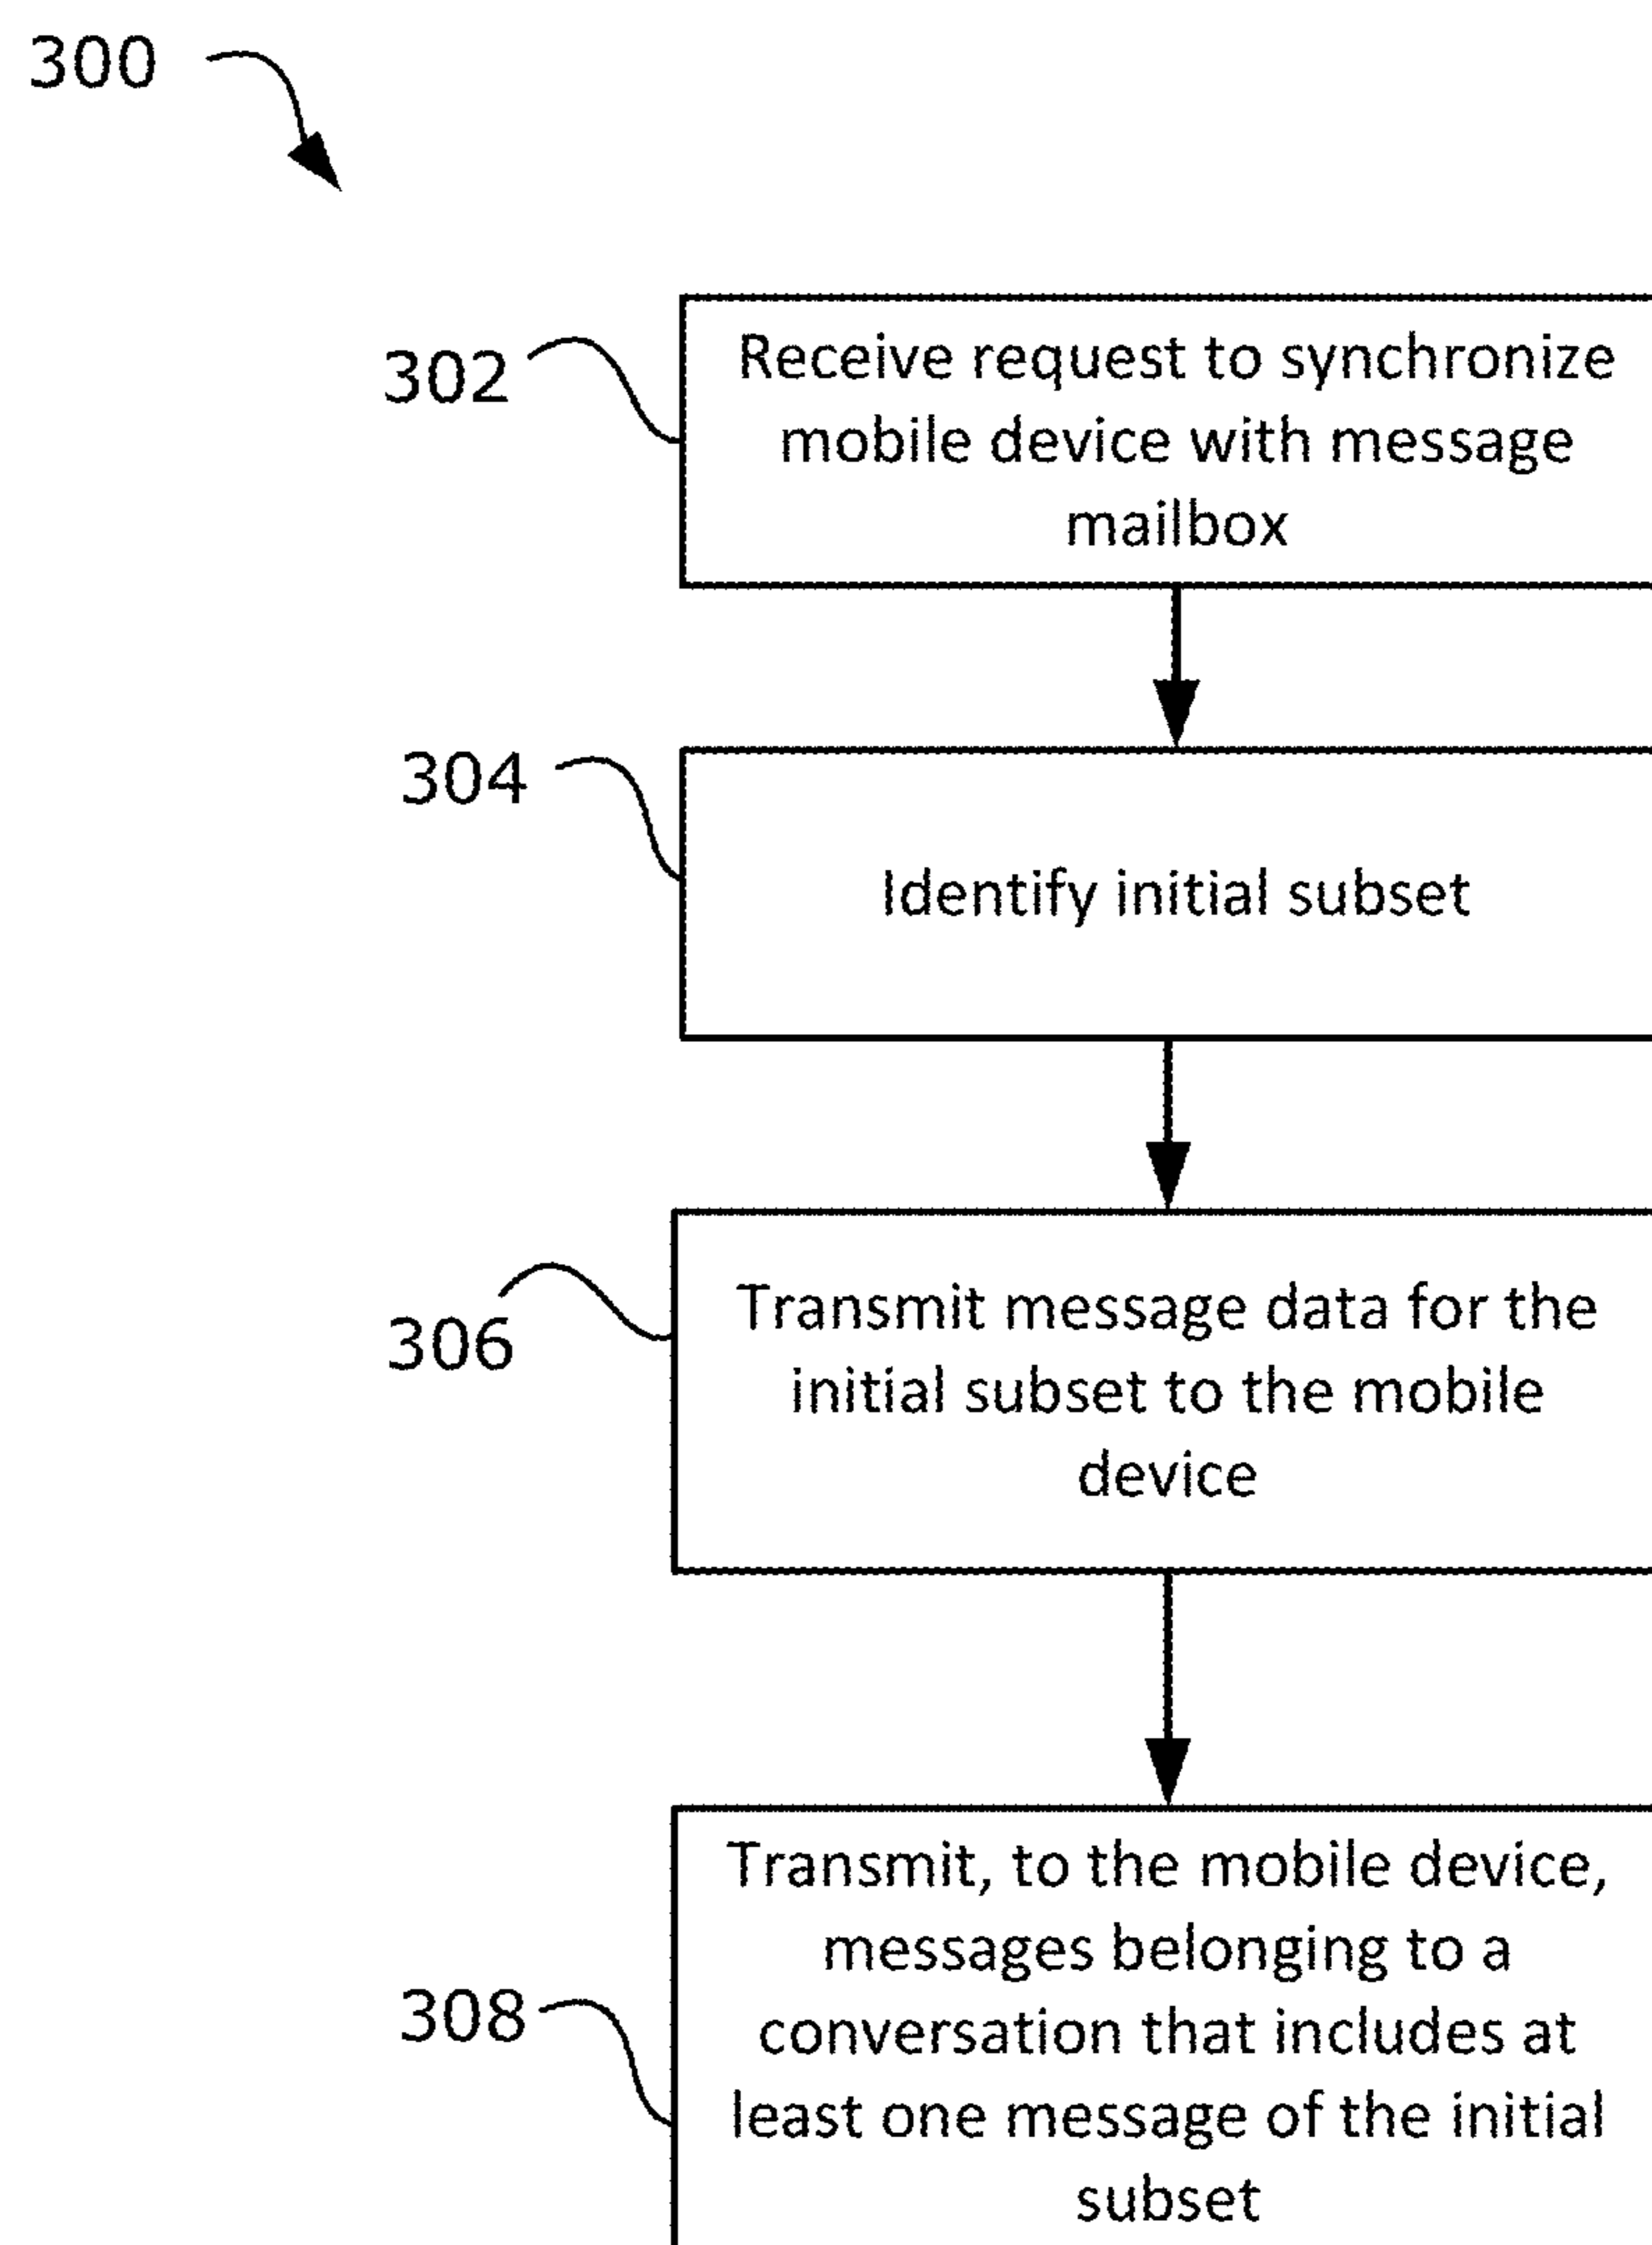 300
302
Receive request to synchronize
mobile device with message
mailbox
304
Identify initial subset
306
Transmit message data for the
initial subset to the mobile
device
308
Transmit, to the mobile device,
messages belonging to a
conversation that includes at
least one message of the initial
subset